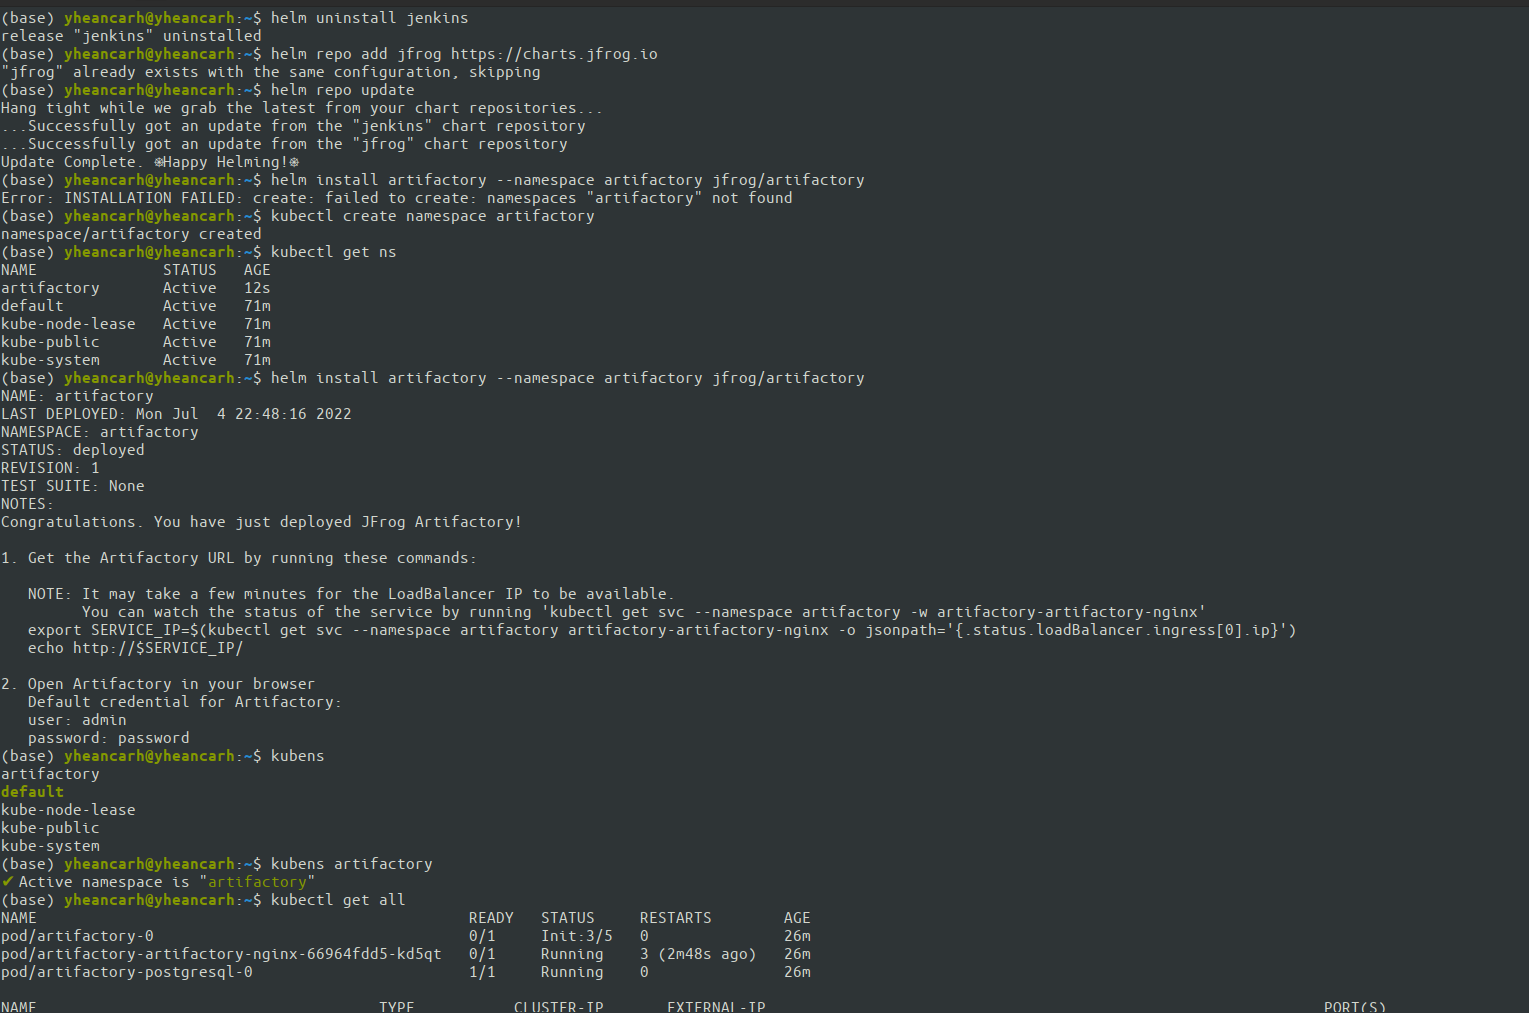 (base) yheancarh@yheancarh:~$ helm uninstall jenkins
release "jenkins" uninstalled
(base) yheancarh@yheancarh:~$ helm repo add jfrog https://charts.jfrog.io
"jfrog" already exists with the same configuration, skipping
(base) yheancarh@yheancarh:~$ helm repo update
Hang tight while we grab the latest from your chart repositories...
...Successfully got an update from the "jenkins" chart repository
...Successfully got an update from the "jfrog" chart repository
Update Complete. ⎈Happy Helming!⎈
(base) yheancarh@yheancarh:~$ helm install artifactory --namespace artifactory jfrog/artifactory
Error: INSTALLATION FAILED: create: failed to create: namespaces "artifactory" not found
(base) yheancarh@yheancarh:~$ kubectl create namespace artifactory
namespace/artifactory created
(base) yheancarh@yheancarh:~$ kubectl get ns
NAME              STATUS   AGE
artifactory       Active   12s
default           Active   71m
kube-node-lease   Active   71m
kube-public       Active   71m
kube-system       Active   71m
(base) yheancarh@yheancarh:~$ helm install artifactory --namespace artifactory jfrog/artifactory
NAME: artifactory
LAST DEPLOYED: Mon Jul  4 22:48:16 2022
NAMESPACE: artifactory
STATUS: deployed
REVISION: 1
TEST SUITE: None
NOTES:
Congratulations. You have just deployed JFrog Artifactory!
1. Get the Artifactory URL by running these commands:
   NOTE: It may take a few minutes for the LoadBalancer IP to be available.
         You can watch the status of the service by running 'kubectl get svc --namespace artifactory -w artifactory-artifactory-nginx'
   export SERVICE_IP=$(kubectl get svc --namespace artifactory artifactory-artifactory-nginx -o jsonpath='{.status.loadBalancer.ingress[0].ip}')
   echo http://$SERVICE_IP/
2. Open Artifactory in your browser
   Default credential for Artifactory:
   user: admin
   password: password
(base) yheancarh@yheancarh:~$ kubens
artifactory
default
kube-node-lease
kube-public
kube-system
(base) yheancarh@yheancarh:~$ kubens artifactory
✔ Active namespace is "artifactory"
(base) yheancarh@yheancarh:~$ kubectl get all
NAME                                                READY   STATUS     RESTARTS        AGE
pod/artifactory-0                                   0/1     Init:3/5   0               26m
pod/artifactory-artifactory-nginx-66964fdd5-kd5qt   0/1     Running    3 (2m48s ago)   26m
pod/artifactory-postgresql-0                        1/1     Running    0               26m
NAME                                      TYPE           CLUSTER-IP       EXTERNAL-IP                                                              PORT(S)